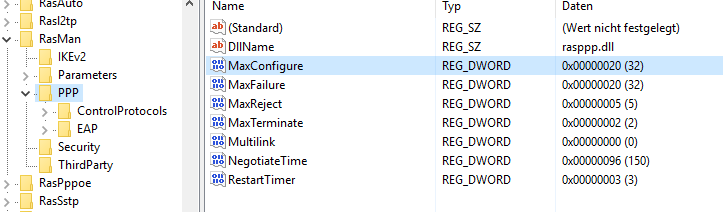 RasAuto
Rasl2tp
RasMan
IKEv2
Parameters
PPP
ControlProtocols
EAP
Security
ThirdParty
RasPppoe
RasSstp
Name Typ Daten
(Standard) REG_SZ (Wert nicht festgelegt)
DllName REG_SZ rasppp.dll
MaxConfigure REG_DWORD 0x00000020 (32)
MaxFailure REG_DWORD 0x00000020 (32)
MaxReject REG_DWORD 0x00000005 (5)
MaxTerminate REG_DWORD 0x00000002 (2)
Multilink REG_DWORD 0x00000000 (0)
NegotiateTime REG_DWORD 0x00000096 (150)
RestartTimer REG_DWORD 0x00000003 (3)